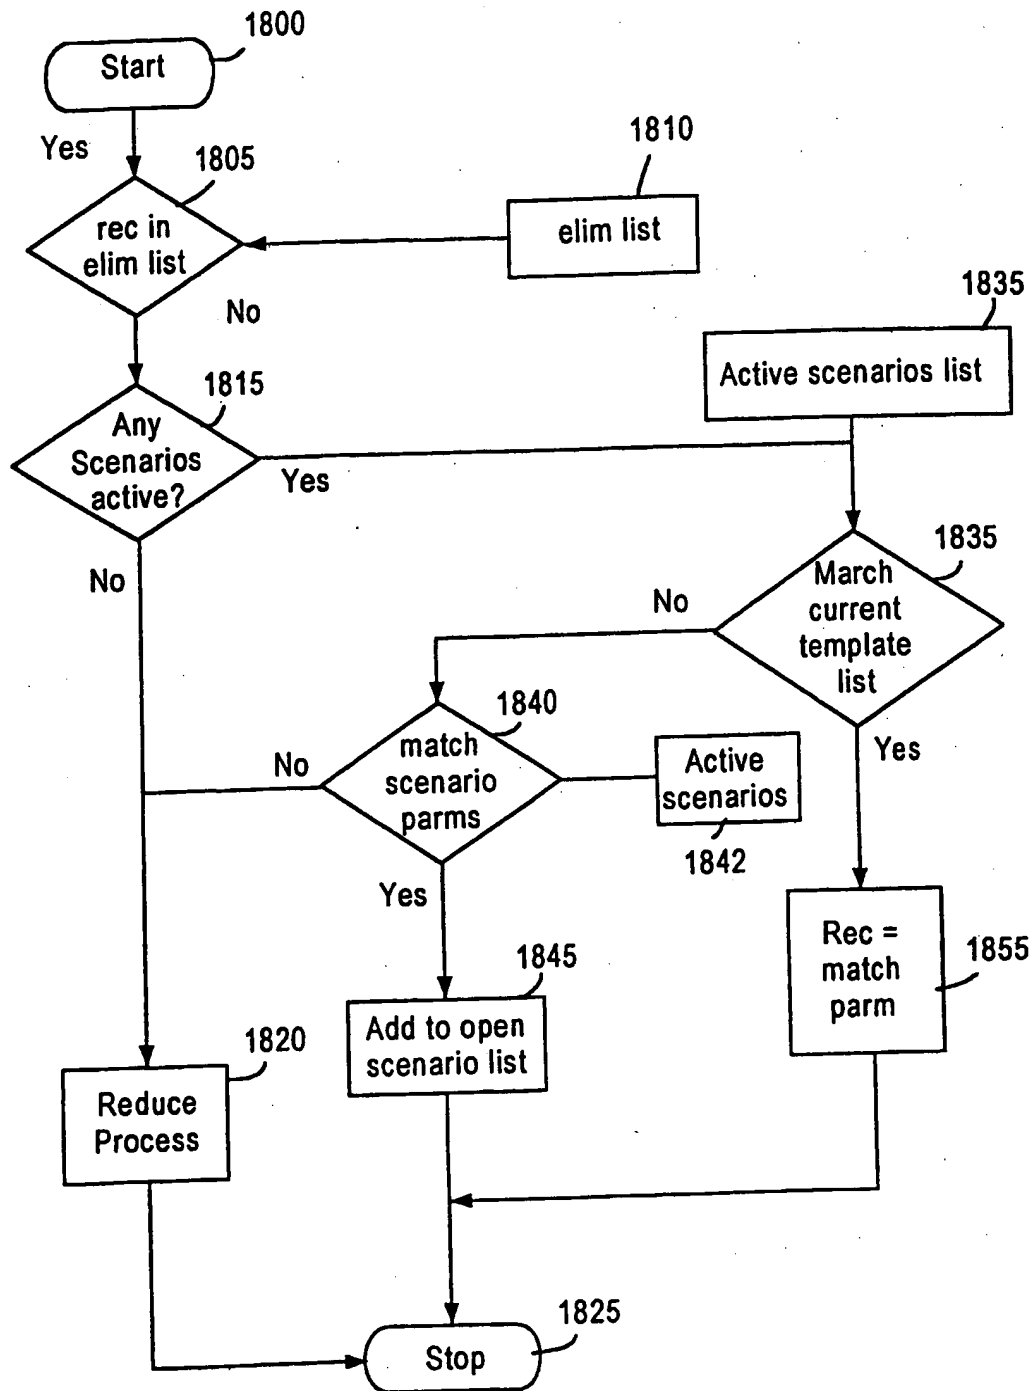 1800
Start
Yes
1805
rec in
elim list
1810
elim list
No
1835
Active scenarios list
1815
Any
Scenarios
active?
Yes
No
1835
March
current
template
list
No
Yes
1840
match
scenario
parms
No
Active
scenarios
1842
Yes
1845
Add to open
scenario list
Rec =
match
parm
1855
1820
Reduce
Process
1825
Stop